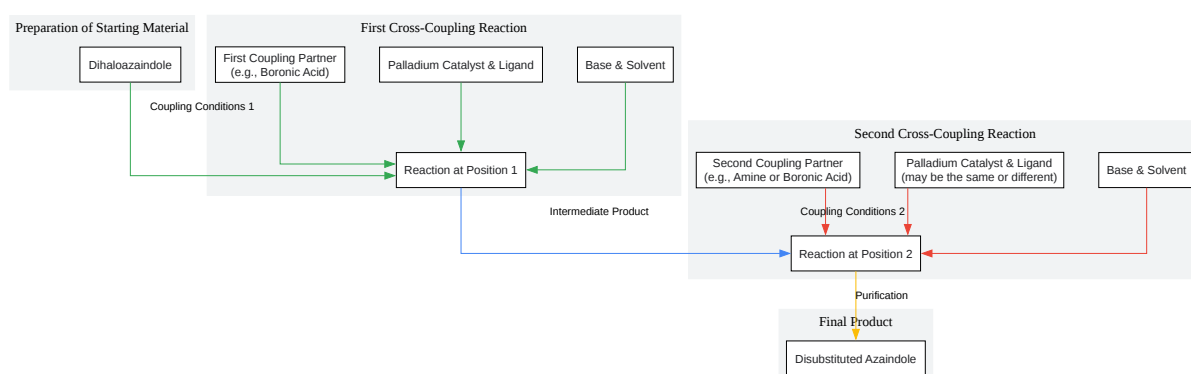 Preparation of Starting Material
Dihaloazaindole
First Cross-Coupling Reaction
First Coupling Partner
(e.g., Boronic Acid)
Palladium Catalyst & Ligand
Base & Solvent
Coupling Conditions 1
Reaction at Position 1
Intermediate Product
Second Cross-Coupling Reaction
Second Coupling Partner
(e.g., Amine or Boronic Acid)
Palladium Catalyst & Ligand
(may be the same or different)
Base & Solvent
Coupling Conditions 2
Reaction at Position 2
Purification
Final Product
Disubstituted Azaindole